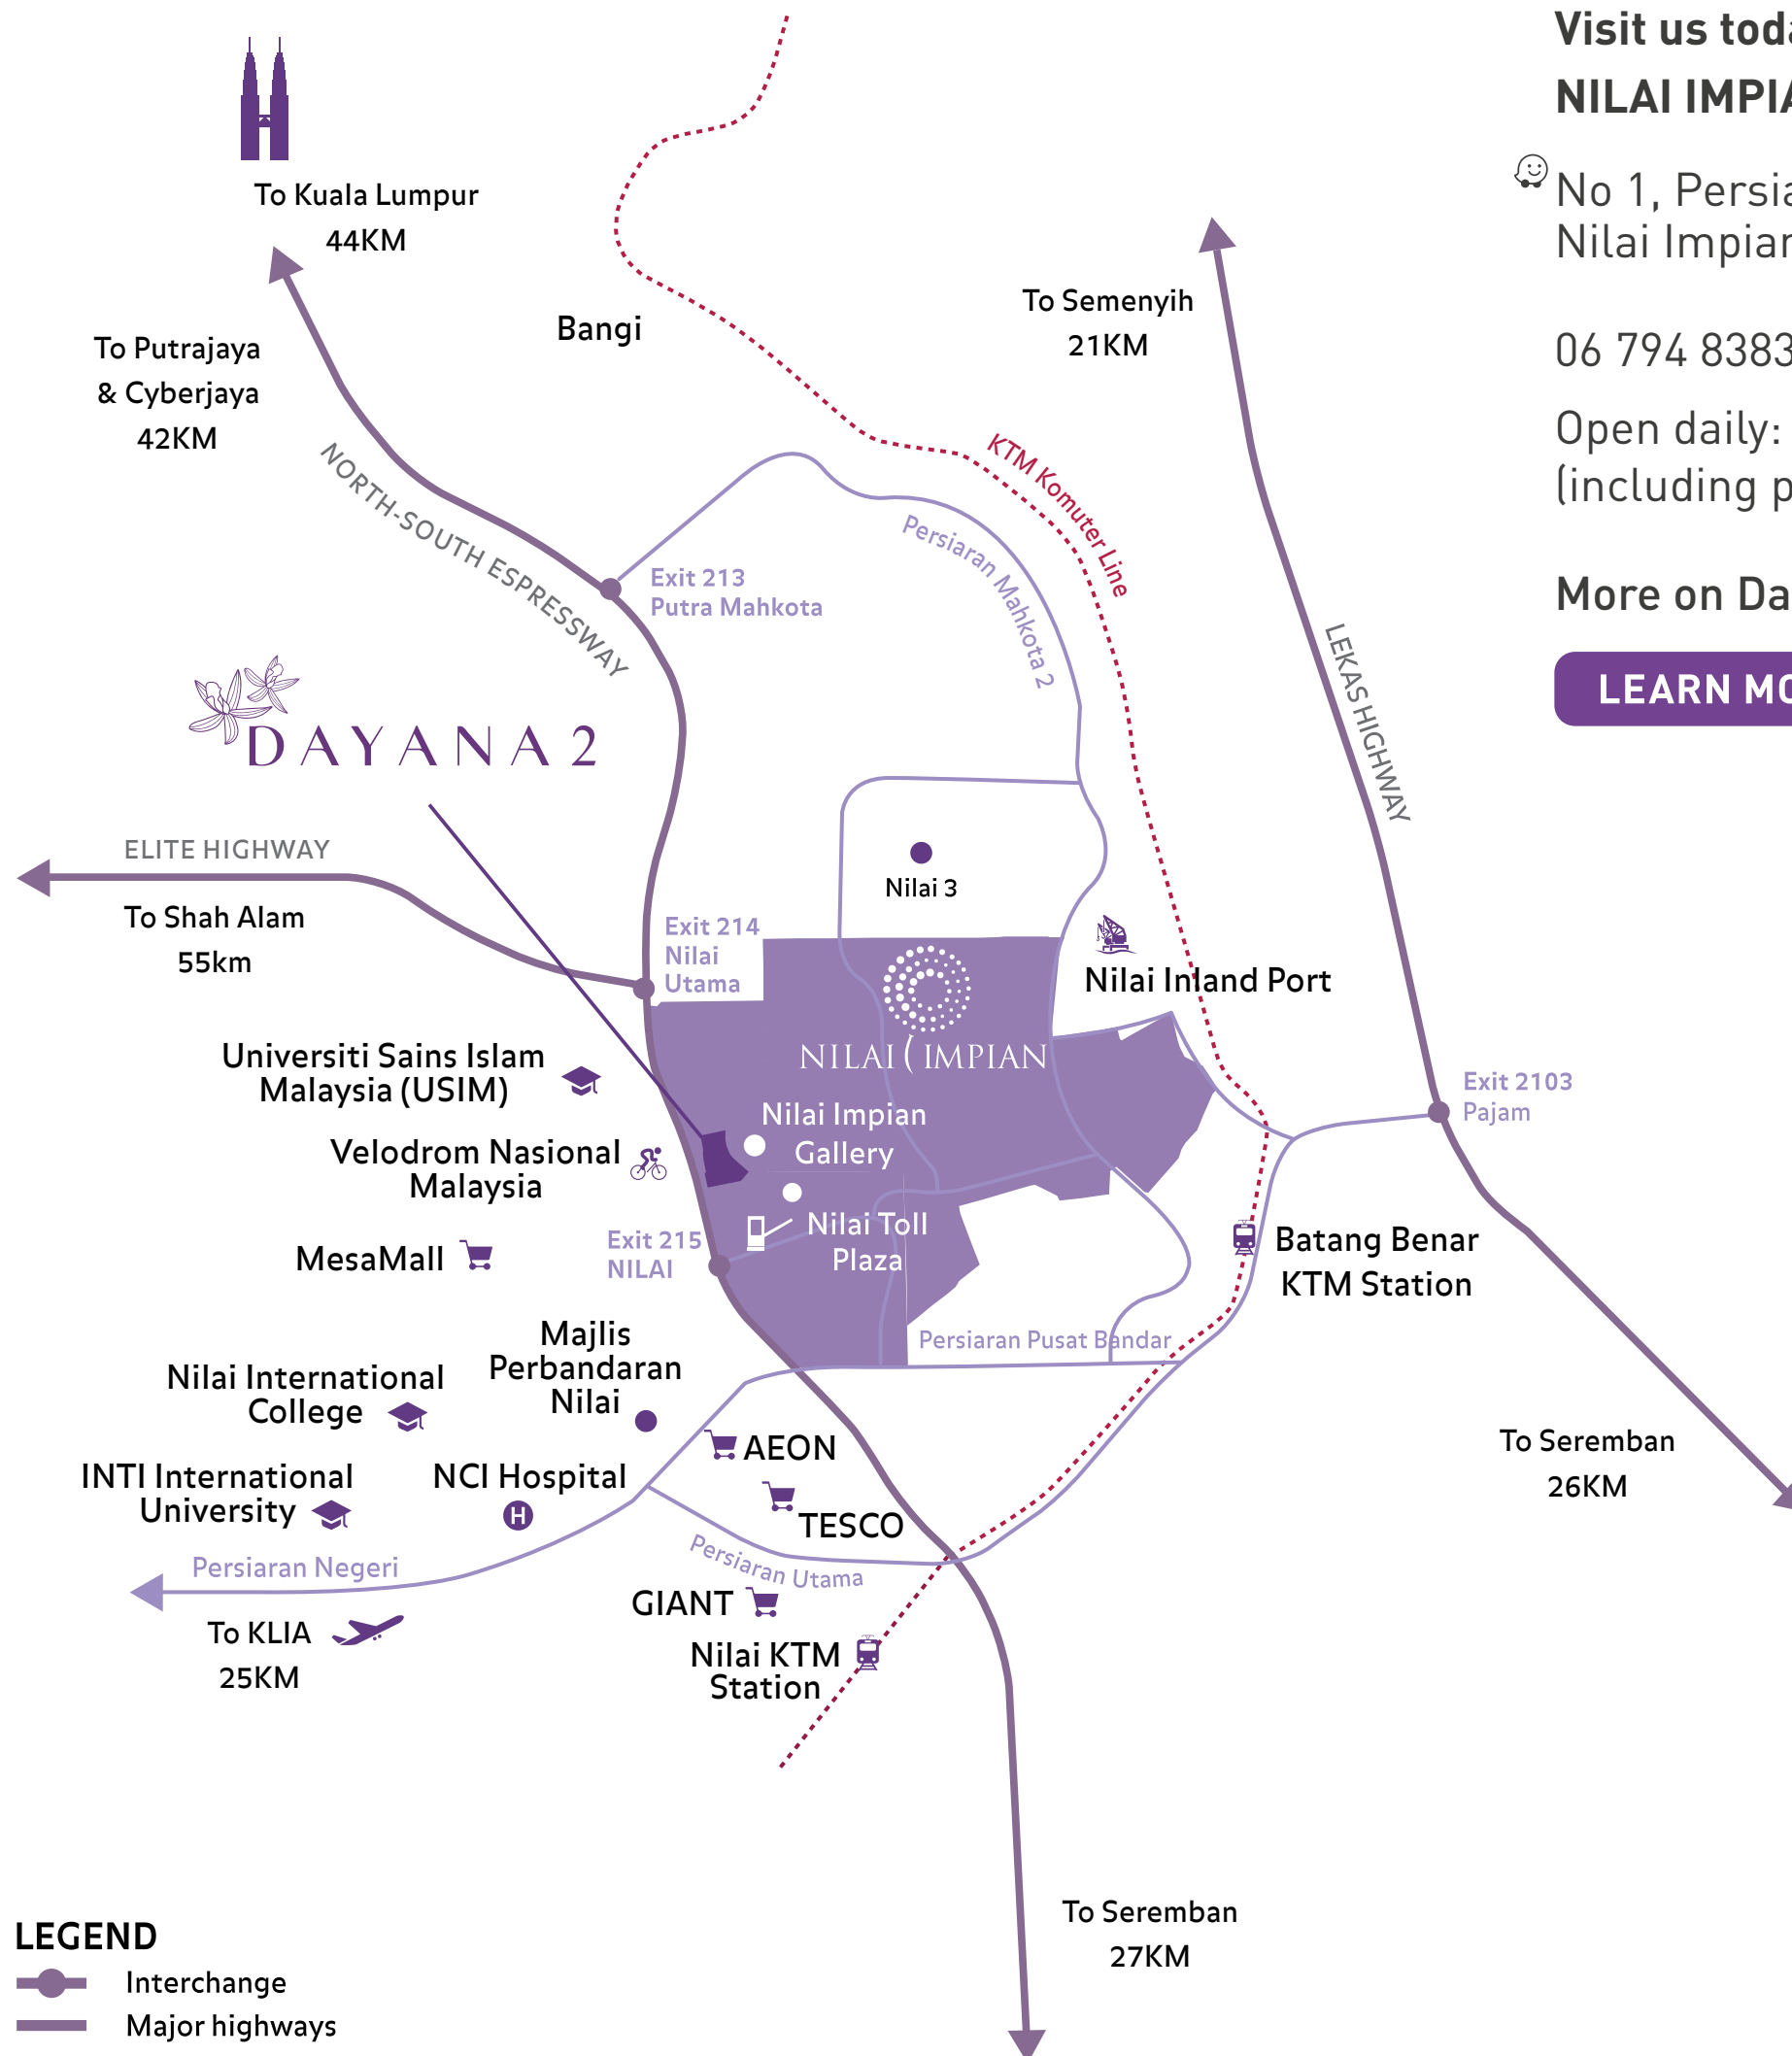 To Kuala Lumpur
44KM
To Putrajaya
& Cyberjaya
42KM
Bangi
To Semenyih
21KM
NORTH-SOUTH ESPRESSWAY
KTM Komuter Line
Persiaran Mahkota 2
Exit 213
Putra Mahkota
LEKAS HIGHWAY
DAYANA 2
ELITE HIGHWAY
To Shah Alam
55km
Nilai 3
Exit 214
Nilai
Utama
Nilai Inland Port
NILAI IMPIAN
Universiti Sains Islam
Malaysia (USIM)
Nilai Impian
Gallery
Exit 2103
Pajam
Velodrom Nasional
Malaysia
Nilai Toll
Plaza
Exit 215
NILAI
MesaMall
Batang Benar
KTM Station
Persiaran Pusat Bandar
Majlis
Perbandaran
Nilai
Nilai International
College
AEON
INTI International
University
NCI Hospital
H
TESCO
Persiaran Utama
Persiaran Negeri
GIANT
To KLIA
25KM
Nilai KTM
Station
To Seremban
26KM
To Seremban
27KM
LEGEND
Interchange
Major highways
Visit us toda
NILAI IMPIA
No 1, Persia
Nilai Impian
06 794 8383
Open daily:
(including p
More on Da
LEARN MO